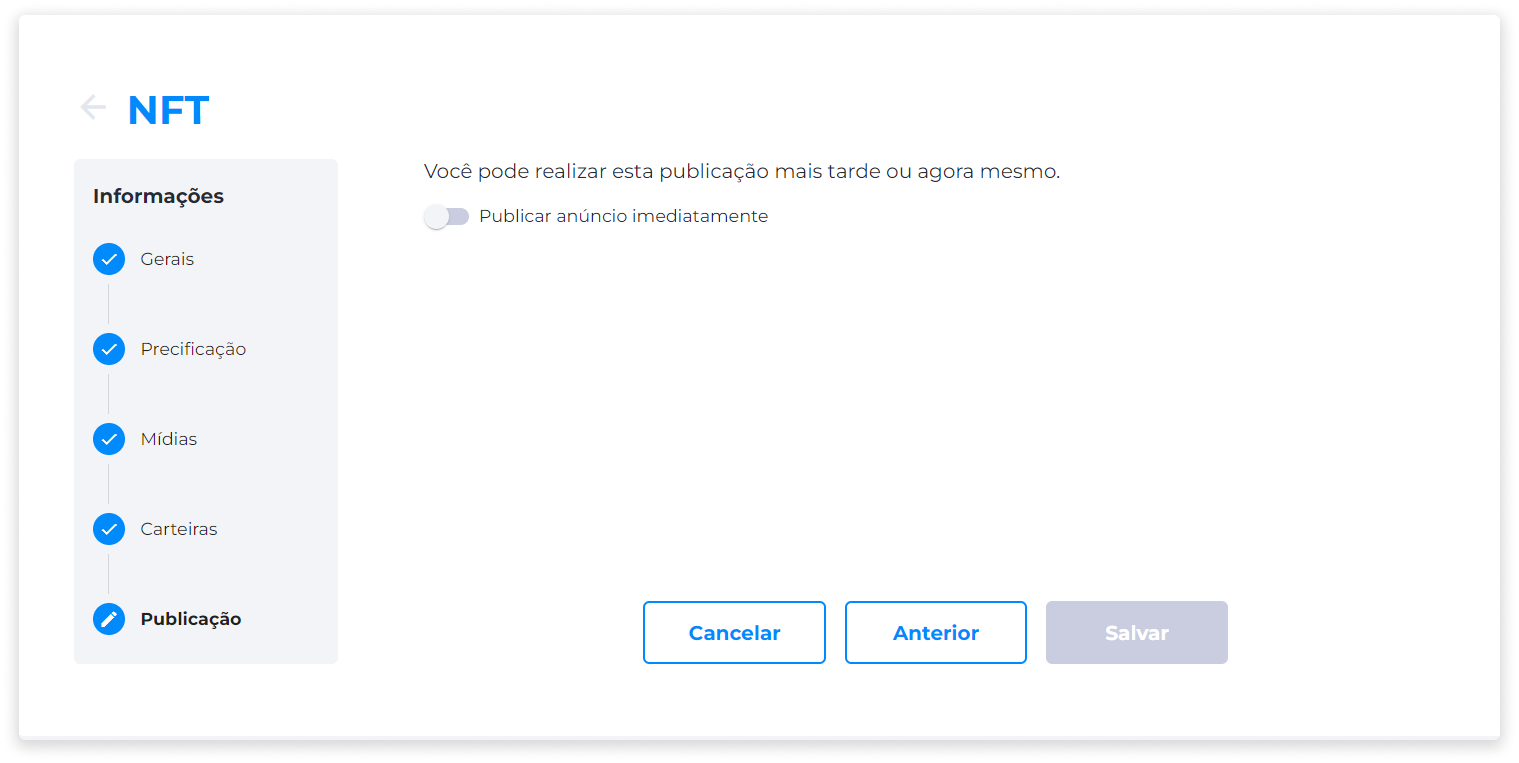 NFT
Informações
Gerais
Precificação
Mídias
Carteiras
Publicação
Você pode realizar esta publicação mais tarde ou agora mesmo.
Publicar anúncio imediatamente
Cancelar
Anterior
Salvar